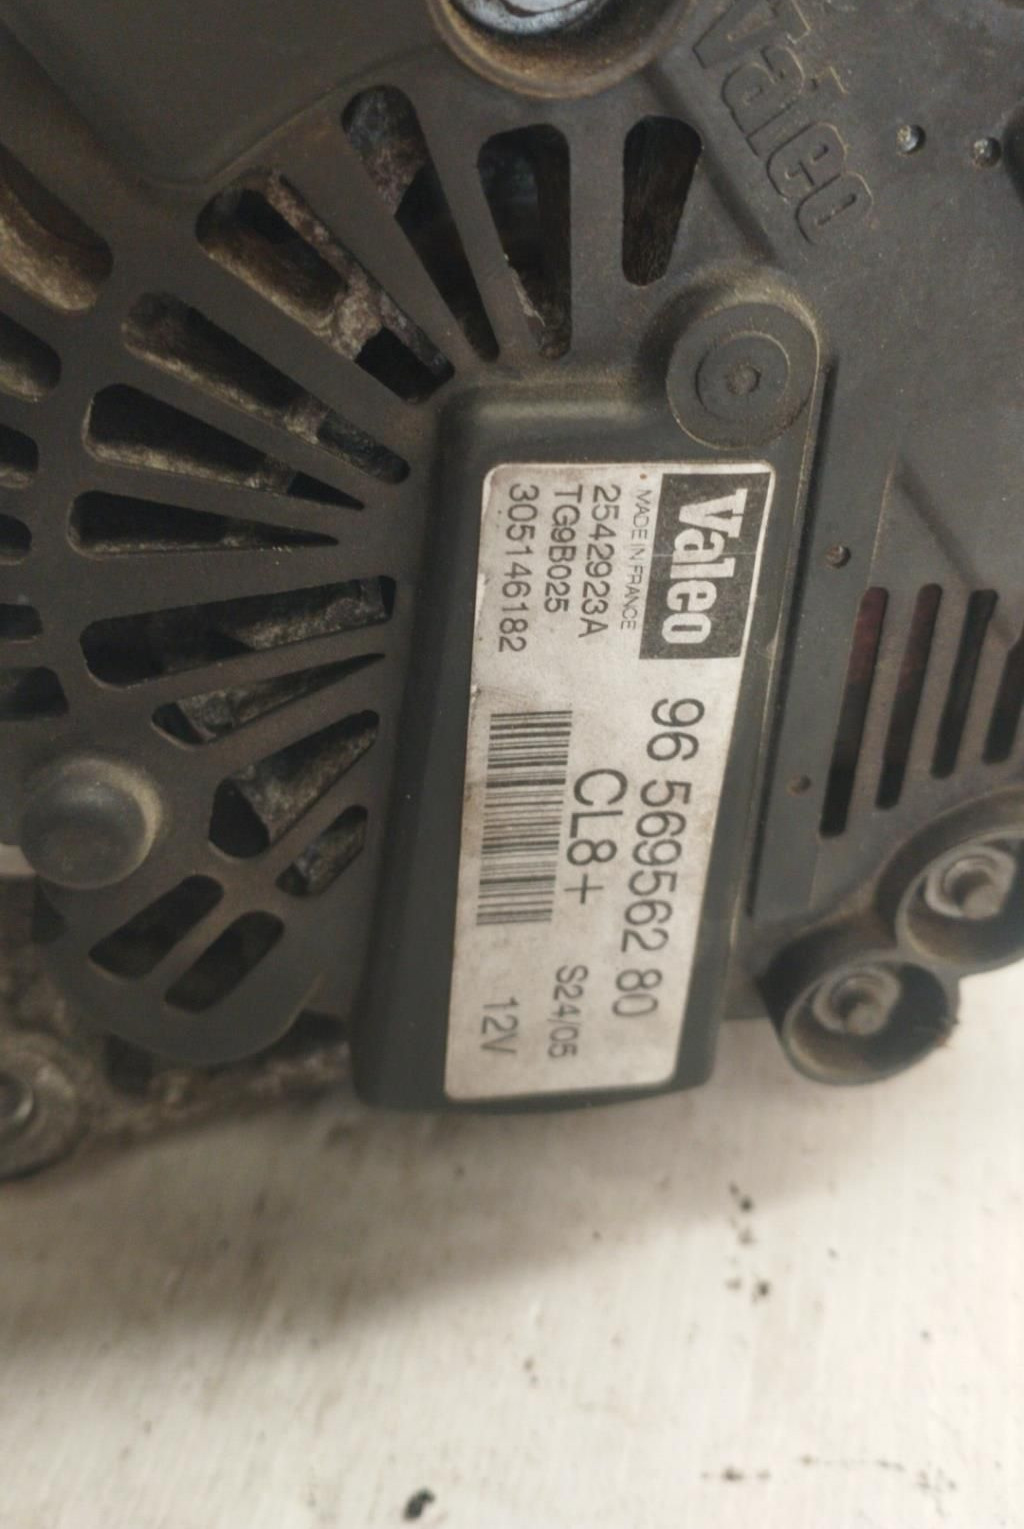 Valeo
Valeo
MADE IN FRANCE
2542923A
TG9B025
305146182
96 569562 80
CL8+
S24/05
12V